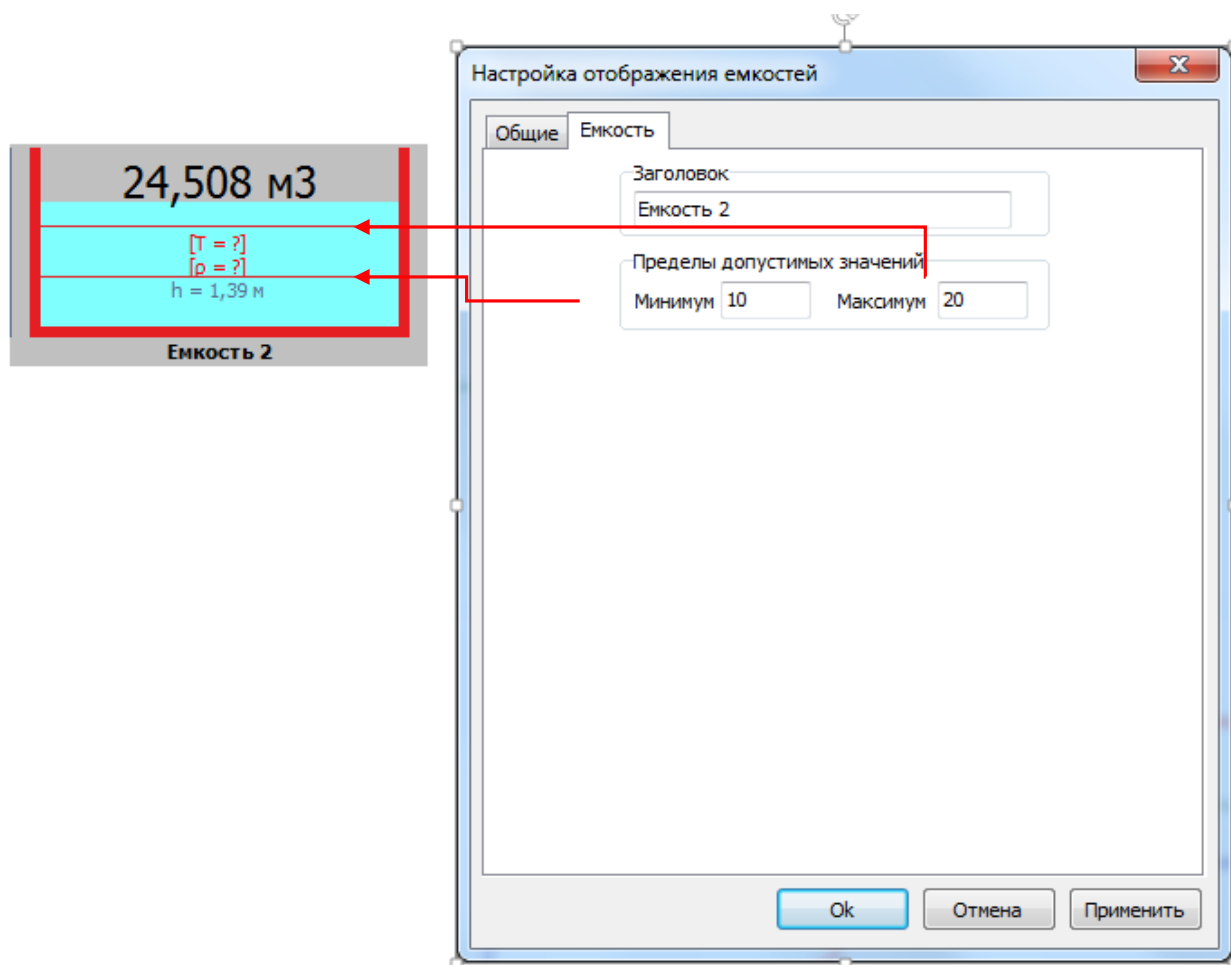 24,508 м3
[T = ?]
[ρ = ?]
h = 1,39 м
Емкость 2
Настройка отображения емкостей
Общие Емкость
Заголовок
Емкость 2
Пределы допустимых значений
Минимум 10 Максимум 20
Ok Отмена Применить